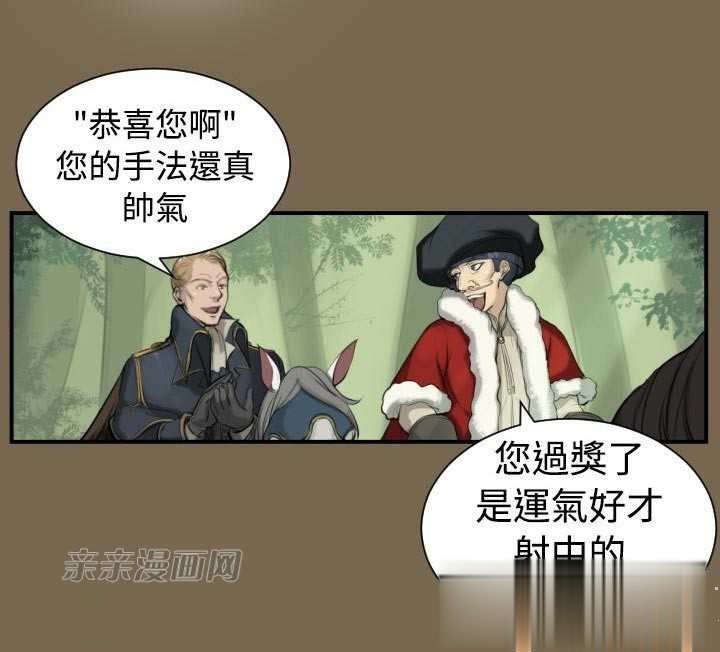 "恭喜您啊"
您的手法還真
帥氣
您過獎了
是運氣好才
射中的
亲亲漫画网